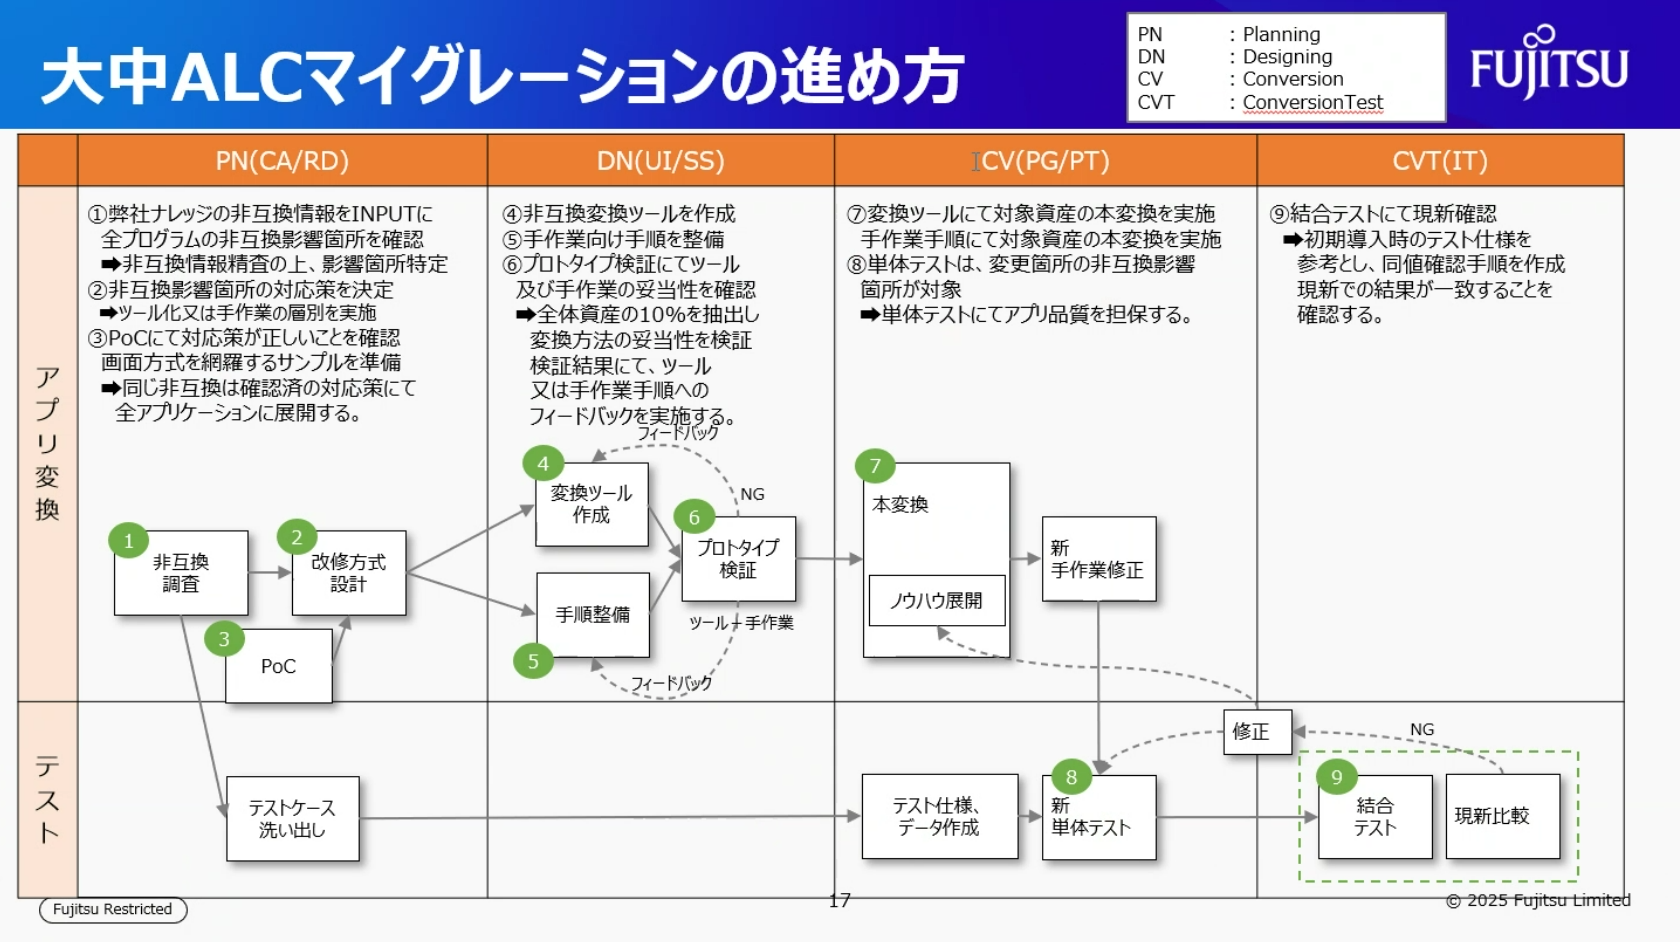 大中ALCマイグレーションの進め方
PN : Planning
DN : Designing
CV : Conversion
CVT : ConversionTest
FUJITSU
PN(CA/RD)
DN(UI/SS)
CV(PG/PT)
CVT(IT)
アプリ変換
①弊社ナレッジの非互換情報をINPUTに
全プログラムの非互換影響箇所を確認
➡非互換情報精査の上、影響箇所特定
②非互換影響箇所の対応策を決定
➡ツール化又は手作業の層別を実施
③PoCにて対応策が正しいことを確認
画面方式を網羅するサンプルを準備
➡同じ非互換は確認済の対応策にて
全アプリケーションに展開する。
④非互換変換ツールを作成
⑤手作業向け手順を整備
⑥プロトタイプ検証にてツール
及び手作業の妥当性を確認
➡全体資産の10%を抽出し
変換方法の妥当性を検証
検証結果にて、ツール
又は手作業手順への
フィードバックを実施する。
⑦変換ツールにて対象資産の本変換を実施
手作業手順にて対象資産の本変換を実施
⑧単体テストは、変更箇所の非互換影響
箇所が対象
➡単体テストにてアプリ品質を担保する。
⑨結合テストにて現新確認
➡初期導入時のテスト仕様を
参考とし、同値確認手順を作成
現新での結果が一致することを
確認する。
1
非互換
調査
2
改修方式
設計
3
PoC
フィードバック
4
変換ツール
作成
NG
5
手順整備
6
プロトタイプ
検証
ツール+手作業
フィードバック
7
本変換
ノウハウ展開
新
手作業修正
テスト
テストケース
洗い出し
テスト仕様、
データ作成
8
新
単体テスト
修正
NG
9
結合
テスト
現新比較
Fujitsu Restricted
17
© 2025 Fujitsu Limited